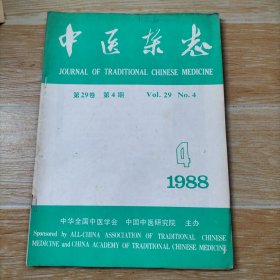 中医杂志
JOURNAL OF TRADITIONAL CHINESE MEDICINE
第29卷 第4期 Vol. 29 No. 4
4
1988
中华全国中医学会 中国中医研究院 主办
Sponsored by ALL-CHINA ASSOCIATION OF TRADITIONAL CHINESE
MEDICINE and CHINA ACADEMY OF TRADITIONAL CHINESE MEDICINE